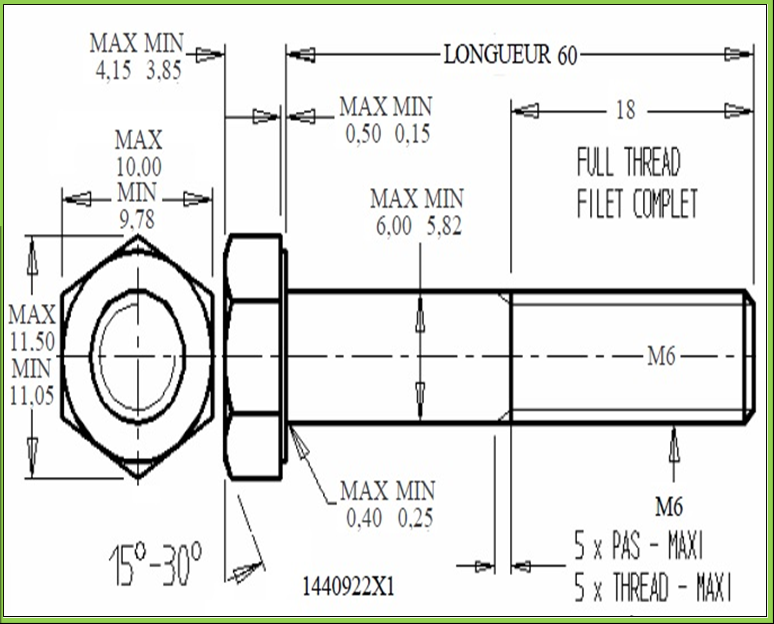 MAX MIN
4,15 3,85
LONGUEUR 60
MAX MIN
0,50 0,15
18
FULL THREAD
FILET COMPLET
MAX
10,00
MIN
9,78
MAX MIN
6,00 5,82
MAX
11,50
MIN
11,05
M6
MAX MIN
0,40 0,25
M6
15°-30°
5 x PAS - MAXI
5 x THREAD - MAXI
1440922X1